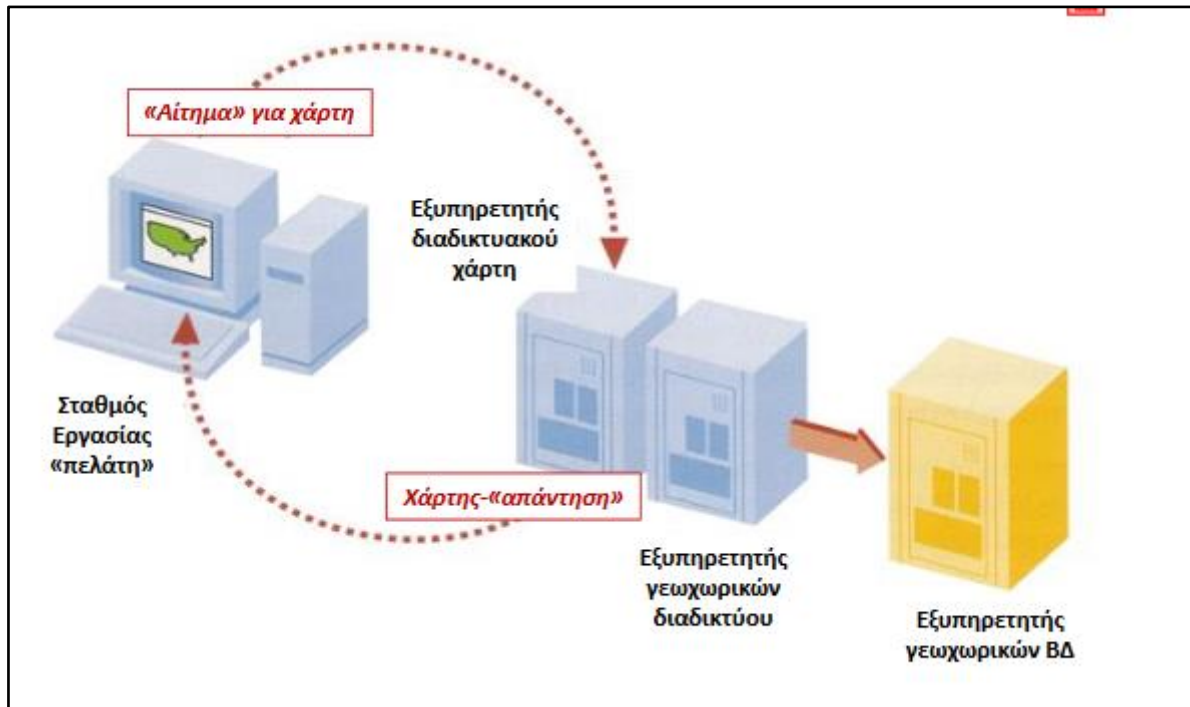 «Αίτημα» για χάρτη
Εξυπηρετητής
διαδικτυακού
χάρτη
Σταθμός
Εργασίας
«πελάτη»
Χάρτης-«απάντηση»
Εξυπηρετητής
γεωχωρικών
διαδικτύου
Εξυπηρετητής
γεωχωρικών ΒΔ